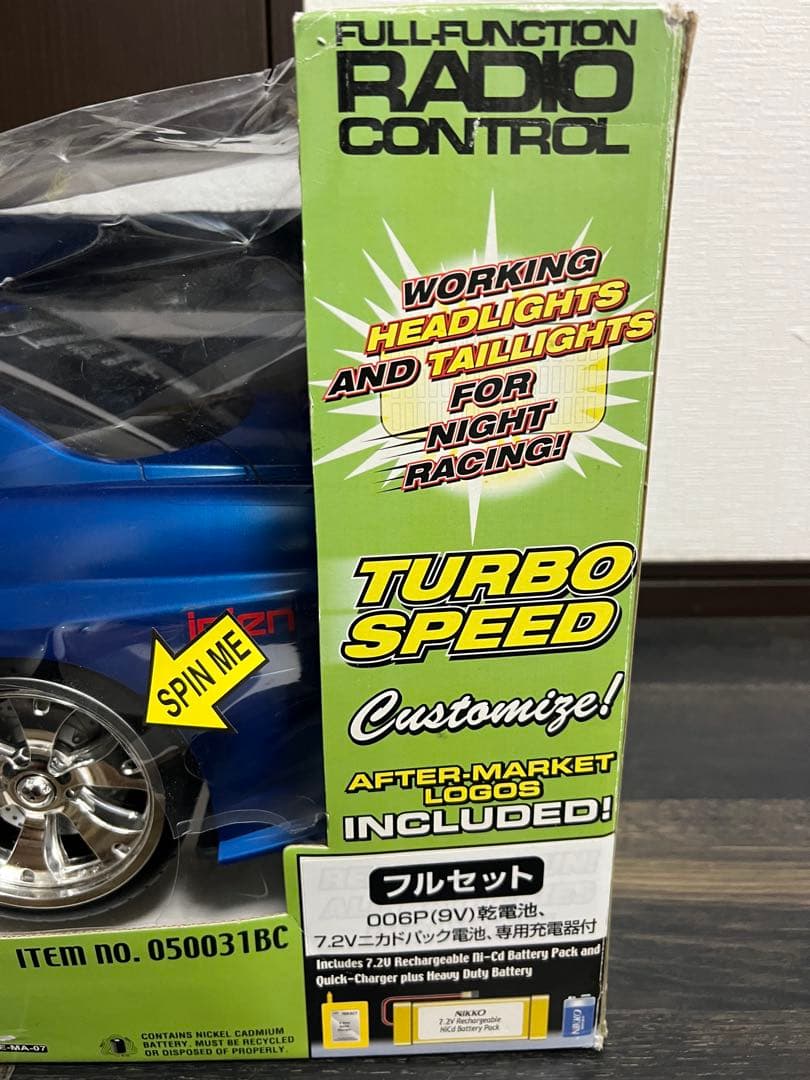 FULL-FUNCTION
RADIO
CONTROL
WORKING
HEADLIGHTS
AND TAILLIGHTS
FOR
NIGHT
RACING!
TURBO
SPEED
SPIN ME
Customize!
AFTER-MARKET
LOGOS
INCLUDED!
フルセット
006P(9V)乾電池、
7.2Vニカドパック電池、専用充電器付
Includes 7.2V Rechargeable Ni-Cd Battery Pack and
Quick-Charger plus Heavy Duty Battery
NIKKO
7.2V Rechargeable
NiCd Battery Pack
NIKKO
ITEM no. 050031BC
CONTAINS NICKEL CADMIUM
BATTERY. MUST BE RECYCLED
OR DISPOSED OF PROPERLY.
E-MA-07